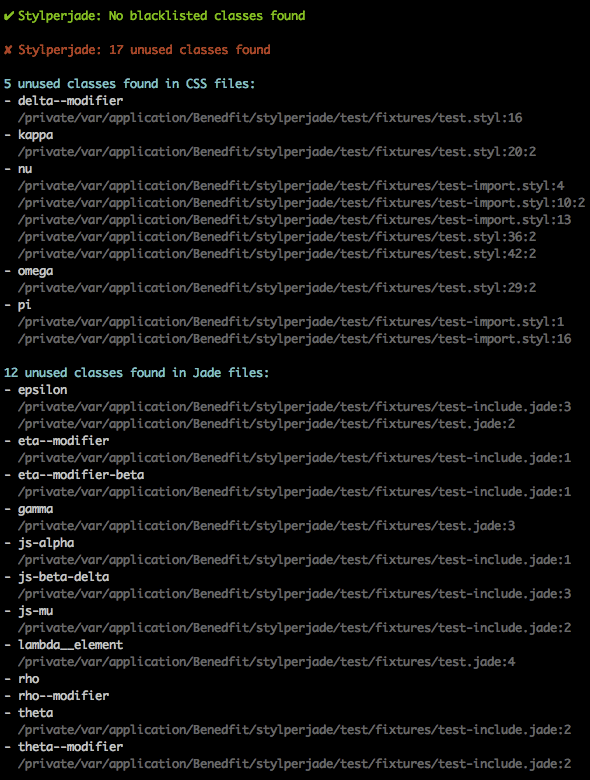 ✔ Stylperjade: No blacklisted classes found
✘ Stylperjade: 17 unused classes found
5 unused classes found in CSS files:
- delta--modifier
/private/var/application/Benedfit/stylperjade/test/fixtures/test.styl:16
- kappa
/private/var/application/Benedfit/stylperjade/test/fixtures/test.styl:20:2
- nu
/private/var/application/Benedfit/stylperjade/test/fixtures/test-import.styl:4
/private/var/application/Benedfit/stylperjade/test/fixtures/test-import.styl:10:2
/private/var/application/Benedfit/stylperjade/test/fixtures/test-import.styl:13
/private/var/application/Benedfit/stylperjade/test/fixtures/test.styl:36:2
/private/var/application/Benedfit/stylperjade/test/fixtures/test.styl:42:2
- omega
/private/var/application/Benedfit/stylperjade/test/fixtures/test.styl:29:2
- pi
/private/var/application/Benedfit/stylperjade/test/fixtures/test-import.styl:1
/private/var/application/Benedfit/stylperjade/test/fixtures/test-import.styl:16
12 unused classes found in Jade files:
- epsilon
/private/var/application/Benedfit/stylperjade/test/fixtures/test-include.jade:3
/private/var/application/Benedfit/stylperjade/test/fixtures/test.jade:2
- eta--modifier
/private/var/application/Benedfit/stylperjade/test/fixtures/test-include.jade:1
- eta--modifier-beta
/private/var/application/Benedfit/stylperjade/test/fixtures/test-include.jade:1
- gamma
/private/var/application/Benedfit/stylperjade/test/fixtures/test.jade:3
- js-alpha
/private/var/application/Benedfit/stylperjade/test/fixtures/test-include.jade:1
- js-beta-delta
/private/var/application/Benedfit/stylperjade/test/fixtures/test-include.jade:3
- js-mu
/private/var/application/Benedfit/stylperjade/test/fixtures/test-include.jade:2
- lambda__element
/private/var/application/Benedfit/stylperjade/test/fixtures/test.jade:4
- rho
- rho--modifier
- theta
/private/var/application/Benedfit/stylperjade/test/fixtures/test-include.jade:2
- theta--modifier
/private/var/application/Benedfit/stylperjade/test/fixtures/test-include.jade:2